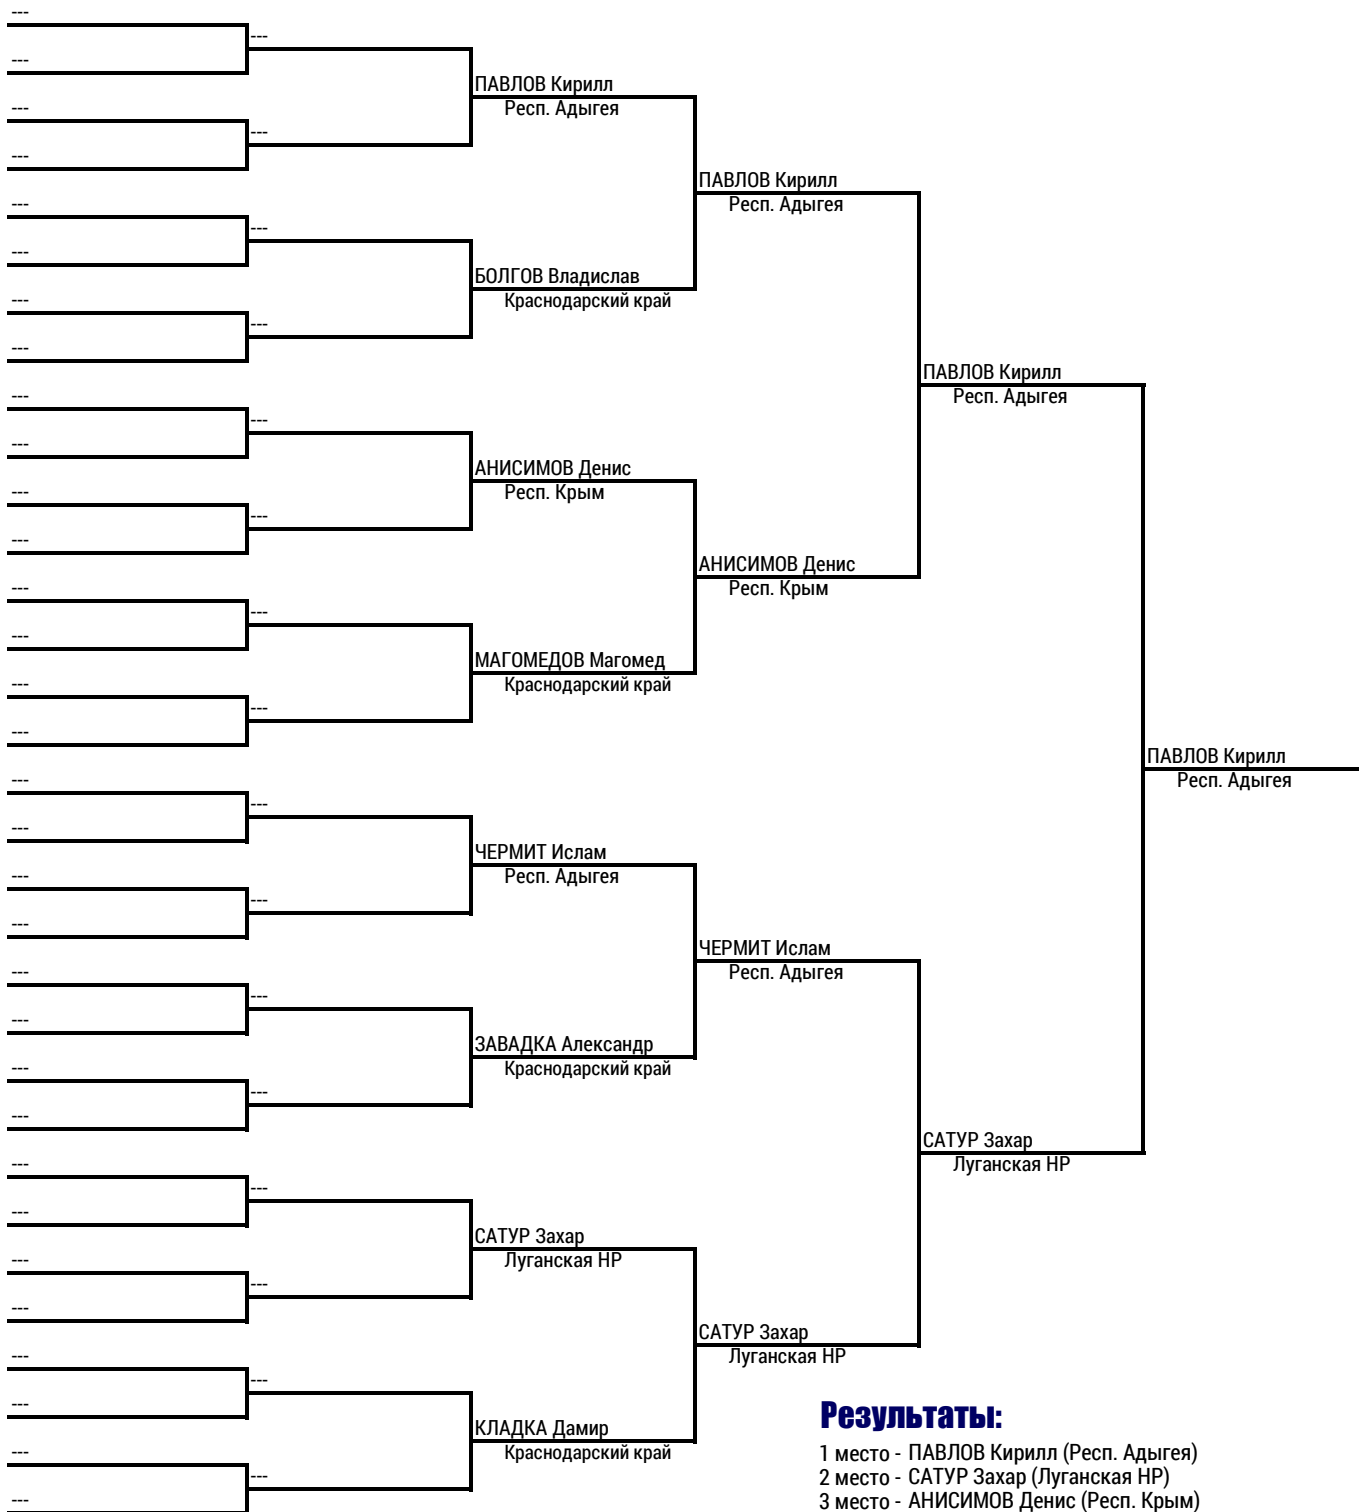 ---
---
---
ПАВЛОВ Кирилл
---
Респ. Адыгея
---
---
ПАВЛОВ Кирилл
---
Респ. Адыгея
---
---
БОЛГОВ Владислав
---
Краснодарский край
---
---
ПАВЛОВ Кирилл
---
Респ. Адыгея
---
---
АНИСИМОВ Денис
---
Респ. Крым
---
---
АНИСИМОВ Денис
---
Респ. Крым
---
---
МАГОМЕДОВ Магомед
---
Краснодарский край
---
---
ПАВЛОВ Кирилл
---
Респ. Адыгея
---
---
ЧЕРМИТ Ислам
---
Респ. Адыгея
---
---
ЧЕРМИТ Ислам
---
Респ. Адыгея
---
---
ЗАВАДКА Александр
---
Краснодарский край
---
---
САТУР Захар
---
Луганская НР
---
---
САТУР Захар
---
Луганская НР
---
---
САТУР Захар
---
Луганская НР
---
---
КЛАДКА Дамир
---
Краснодарский край
---
---
Результаты:
1 место - ПАВЛОВ Кирилл (Респ. Адыгея)
2 место - САТУР Захар (Луганская НР)
3 место - АНИСИМОВ Денис (Респ. Крым)